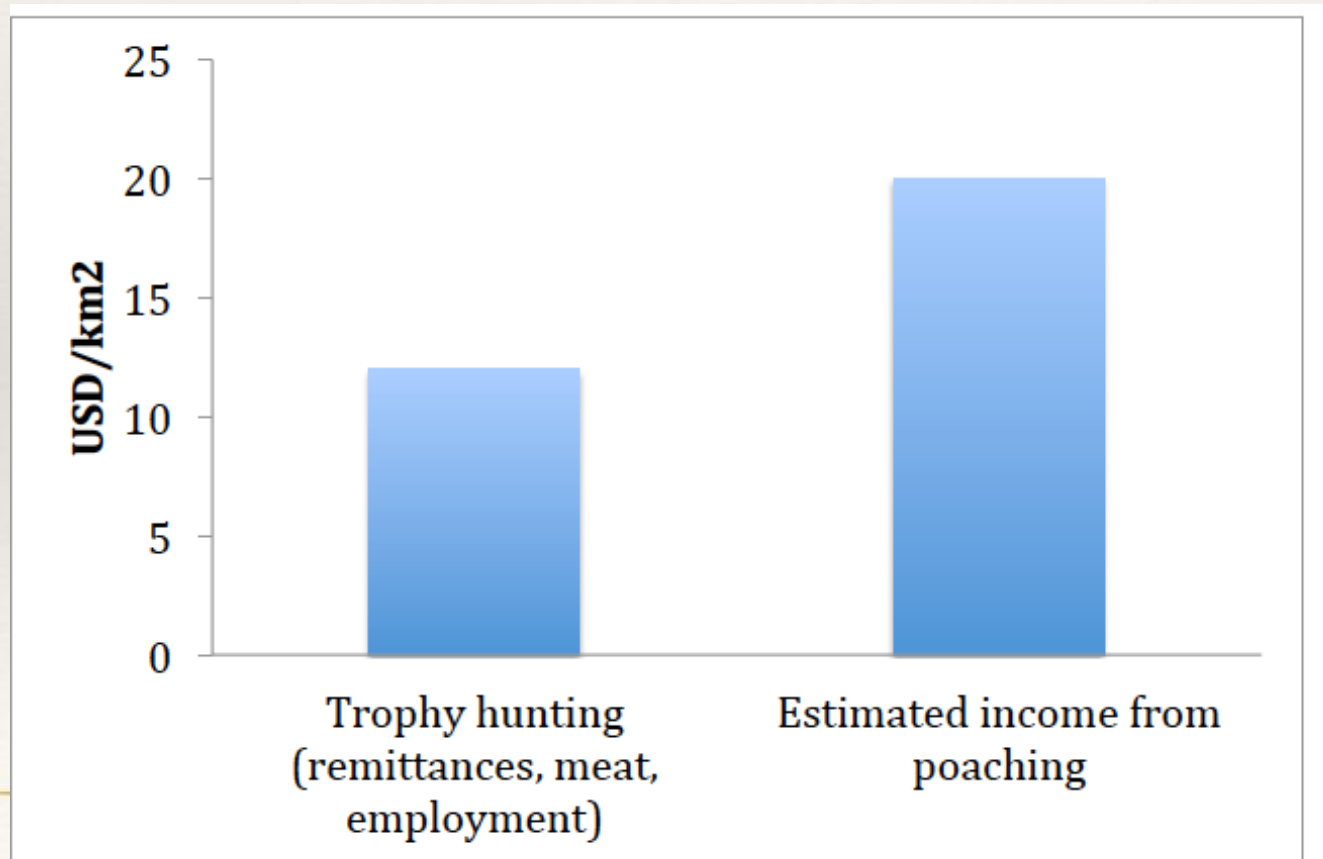 25
20
15
10
5
0
USD/km2
Trophy hunting
(remittances, meat,
employment)
Estimated income from
poaching